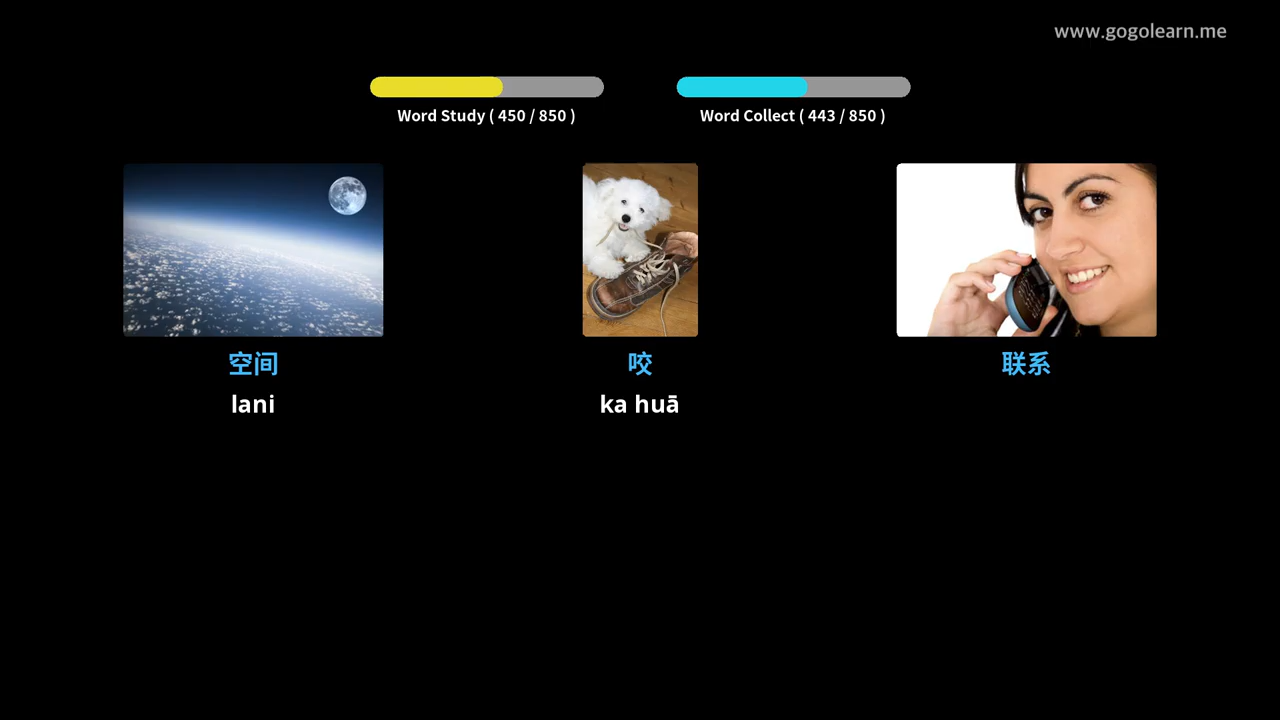 www.gogolearn.me
Word Study ( 450 / 850 )
Word Collect ( 443 / 850 )
空间
咬
联系
lani
ka huā